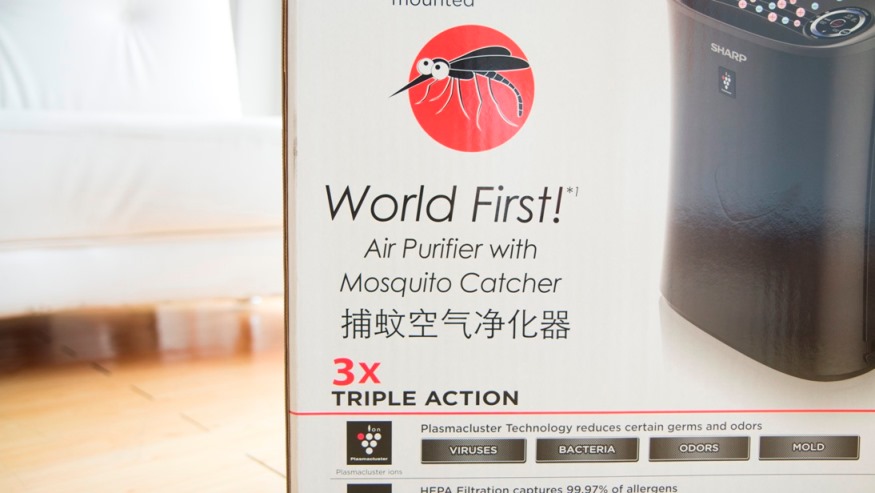 mounted
SHARP
World First!*1
Air Purifier with
Mosquito Catcher
捕蚊空气净化器
3x
TRIPLE ACTION
Plasmacluster Technology reduces certain germs and odors
Ion
Plasmacluster
VIRUSES BACTERIA ODORS MOLD
Plasmacluster ions
HEPA Filtration captures 99.97% of allergens